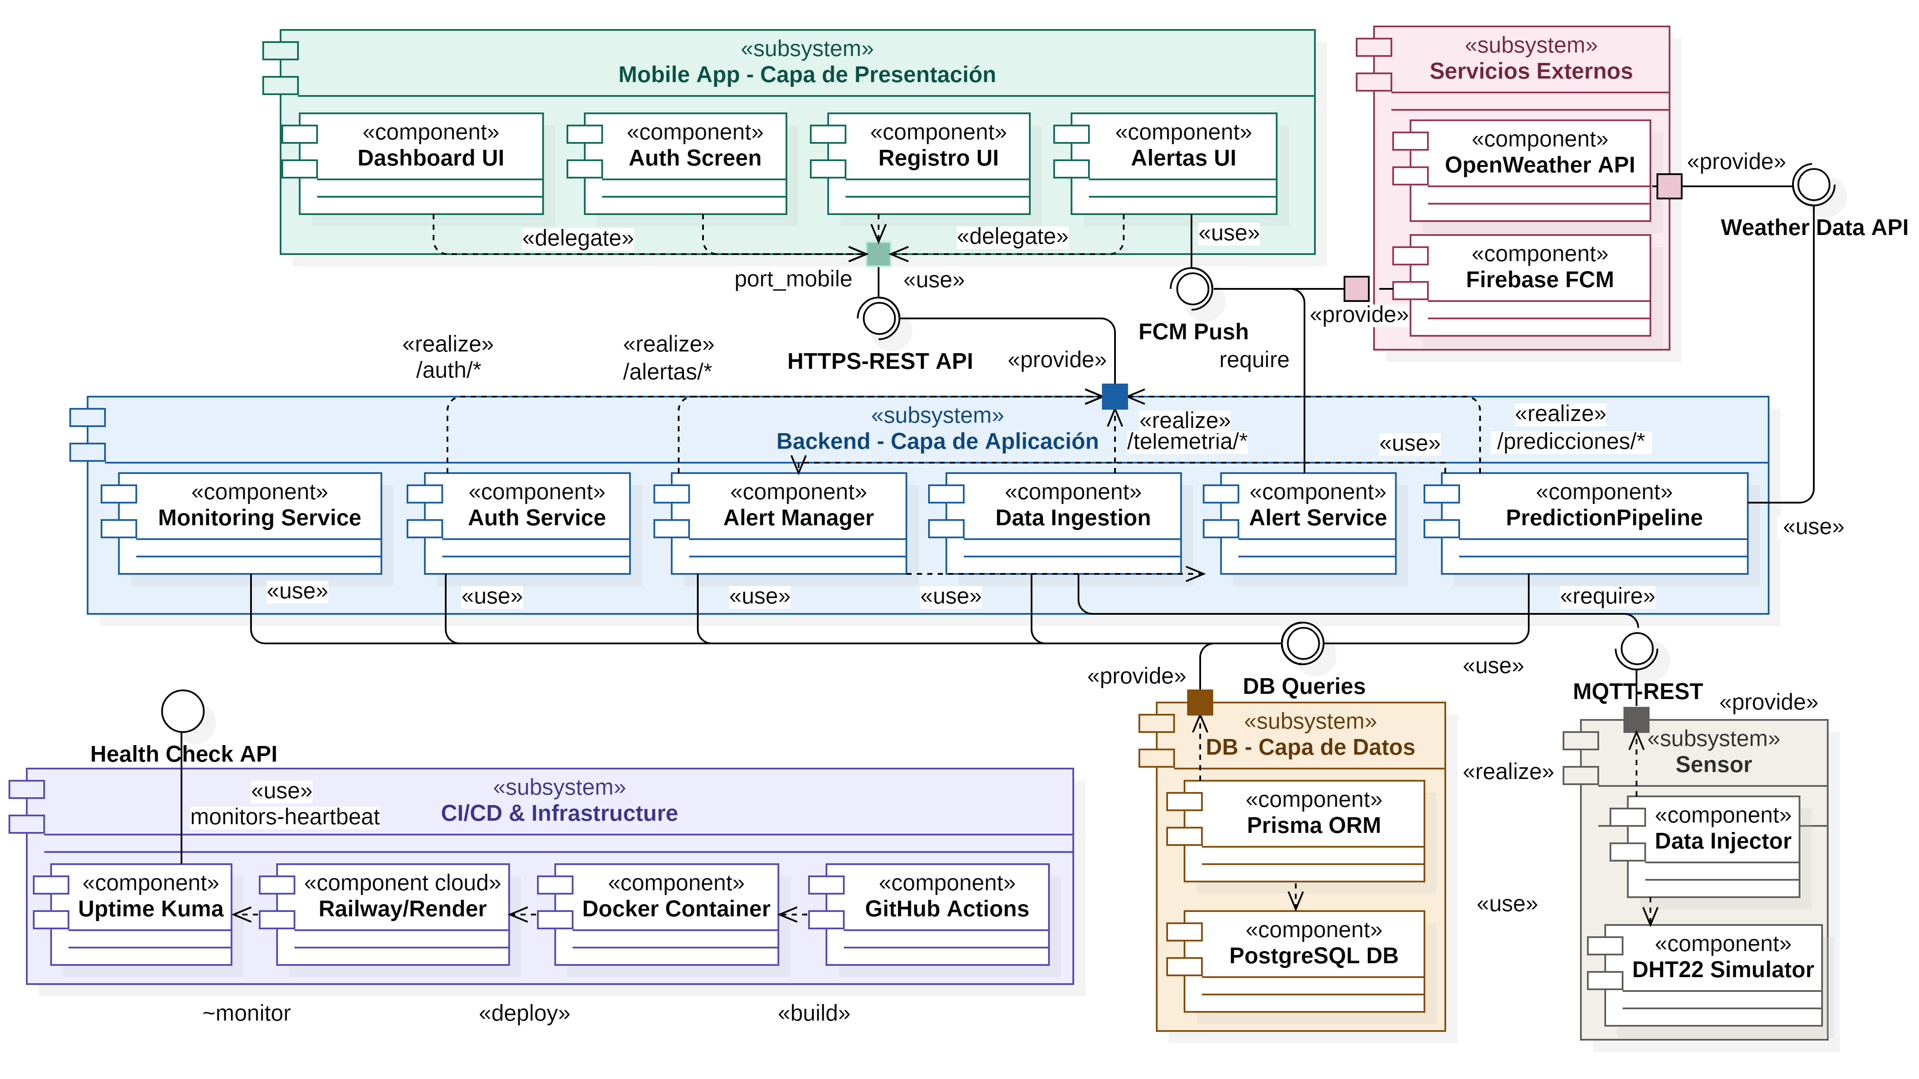 «subsystem»
Mobile App - Capa de Presentación
«component»
Dashboard UI
«component»
Auth Screen
«component»
Registro UI
«component»
Alertas UI
«delegate»
«delegate»
«use»
port_mobile
«use»
HTTPS-REST API
FCM Push
«subsystem»
Servicios Externos
«component»
OpenWeather API
«component»
Firebase FCM
«provide»
Weather Data API
«provide»
«realize»
/auth/*
«realize»
/alertas/*
«provide»
require
«subsystem»
Backend - Capa de Aplicación
«realize»
/telemetria/*
«use»
«realize»
/predicciones/*
«component»
Monitoring Service
«component»
Auth Service
«component»
Alert Manager
«component»
Data Ingestion
«component»
Alert Service
«component»
PredictionPipeline
«use»
«use»
«use»
«use»
«use»
«require»
«provide»
DB Queries
«use»
MQTT-REST
«provide»
Health Check API
«use»
monitors-heartbeat
«subsystem»
CI/CD & Infrastructure
«component»
Uptime Kuma
«component cloud»
Railway/Render
«component»
Docker Container
«component»
GitHub Actions
~monitor
«deploy»
«build»
«subsystem»
DB - Capa de Datos
«component»
Prisma ORM
«component»
PostgreSQL DB
«realize»
«use»
«subsystem»
Sensor
«component»
Data Injector
«component»
DHT22 Simulator